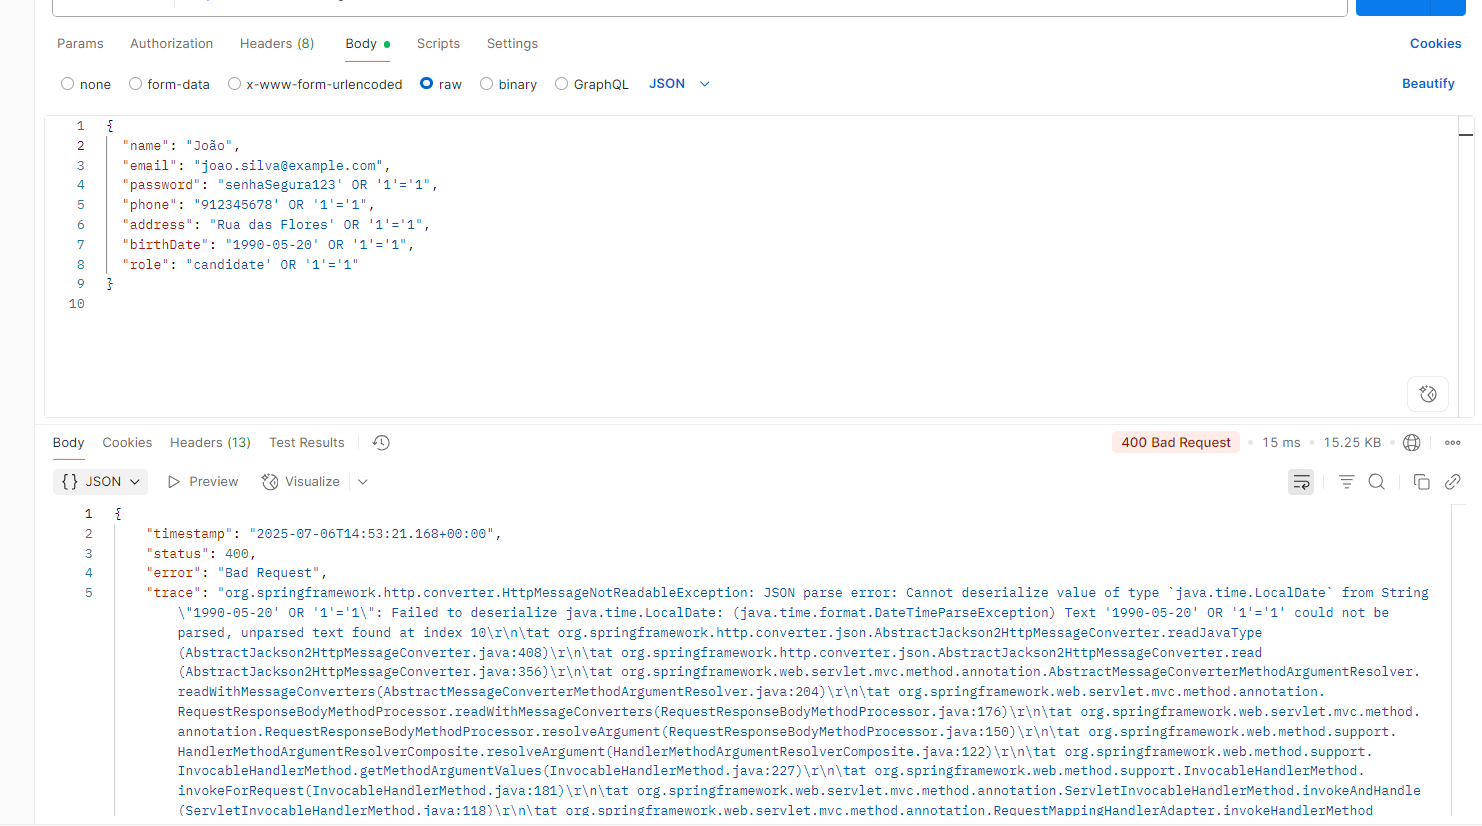 Params Authorization Headers (8) Body Scripts Settings Cookies
none form-data x-www-form-urlencoded raw binary GraphQL JSON Beautify
1 {
2 "name": "João",
3 "email": "joao.silva@example.com",
4 "password": "senhaSegura123' OR '1'='1",
5 "phone": "912345678' OR '1'='1",
6 "address": "Rua das Flores' OR '1'='1",
7 "birthDate": "1990-05-20' OR '1'='1",
8 "role": "candidate' OR '1'='1"
9 }
10
Body Cookies Headers (13) Test Results 400 Bad Request 15 ms 15.25 KB
{} JSON Preview Visualize
1 {
2 "timestamp": "2025-07-06T14:53:21.168+00:00",
3 "status": 400,
4 "error": "Bad Request",
5 "trace": "org.springframework.http.converter.HttpMessageNotReadableException: JSON parse error: Cannot deserialize value of type `java.time.LocalDate` from String
\"1990-05-20' OR '1'='1\": Failed to deserialize java.time.LocalDate: (java.time.format.DateTimeParseException) Text '1990-05-20' OR '1'='1' could not be
parsed, unparsed text found at index 10\r\n\tat org.springframework.http.converter.json.AbstractJackson2HttpMessageConverter.readJavaType
(AbstractJackson2HttpMessageConverter.java:408)\r\n\tat org.springframework.http.converter.json.AbstractJackson2HttpMessageConverter.read
(AbstractJackson2HttpMessageConverter.java:356)\r\n\tat org.springframework.web.servlet.mvc.method.annotation.AbstractMessageConverterMethodArgumentResolver.
readWithMessageConverters(AbstractMessageConverterMethodArgumentResolver.java:204)\r\n\tat org.springframework.web.servlet.mvc.method.annotation.
RequestResponseBodyMethodProcessor.readWithMessageConverters(RequestResponseBodyMethodProcessor.java:176)\r\n\tat org.springframework.web.servlet.mvc.method.
annotation.RequestResponseBodyMethodProcessor.resolveArgument(RequestResponseBodyMethodProcessor.java:150)\r\n\tat org.springframework.web.method.support.
HandlerMethodArgumentResolverComposite.resolveArgument(HandlerMethodArgumentResolverComposite.java:122)\r\n\tat org.springframework.web.method.support.
InvocableHandlerMethod.getMethodArgumentValues(InvocableHandlerMethod.java:227)\r\n\tat org.springframework.web.method.support.InvocableHandlerMethod.
invokeForRequest(InvocableHandlerMethod.java:181)\r\n\tat org.springframework.web.servlet.mvc.method.annotation.ServletInvocableHandlerMethod.invokeAndHandle
(ServletInvocableHandlerMethod.java:118)\r\n\tat org.springframework.web.servlet.mvc.method.annotation.RequestMappingHandlerAdapter.invokeHandlerMethod